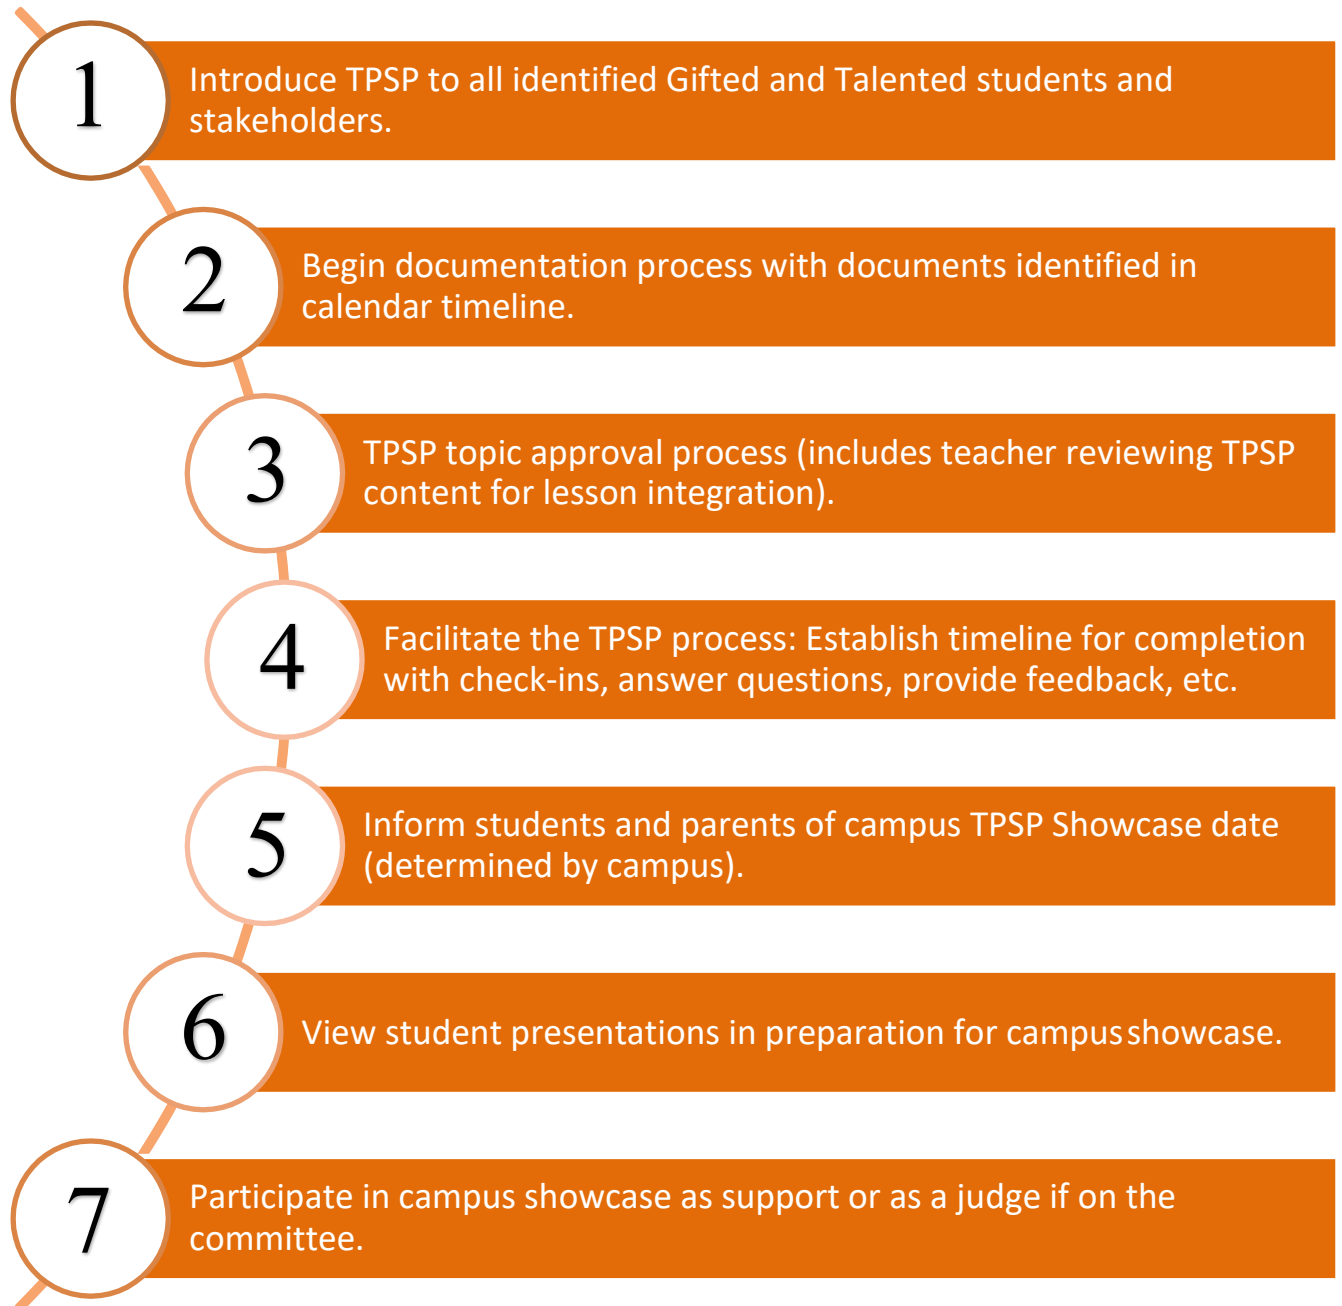 1
Introduce TPSP to all identified Gifted and Talented students and
stakeholders.
2
Begin documentation process with documents identified in
calendar timeline.
3
TPSP topic approval process (includes teacher reviewing TPSP
content for lesson integration).
4
Facilitate the TPSP process: Establish timeline for completion
with check-ins, answer questions, provide feedback, etc.
5
Inform students and parents of campus TPSP Showcase date
(determined by campus).
6
View student presentations in preparation for campus showcase.
7
Participate in campus showcase as support or as a judge if on the
committee.